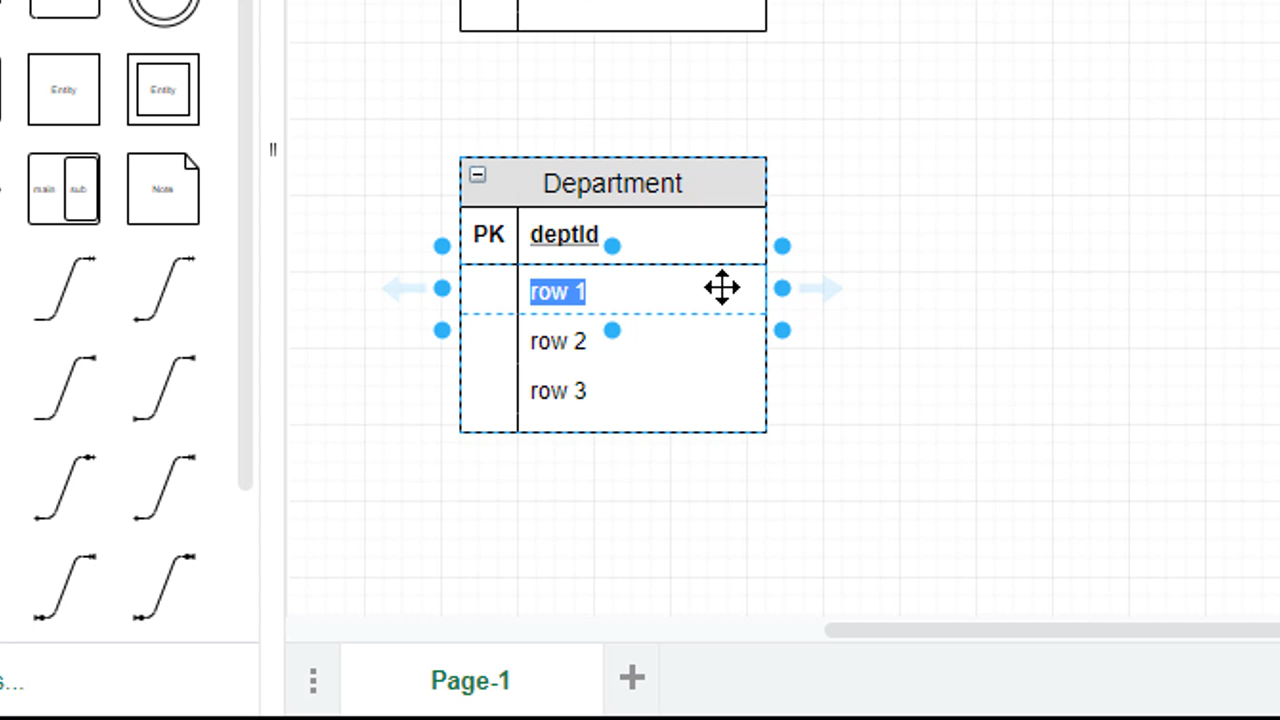 Entity
Entity
main sub
Note
Department
PK deptId
row 1
row 2
row 3
s...
Page-1